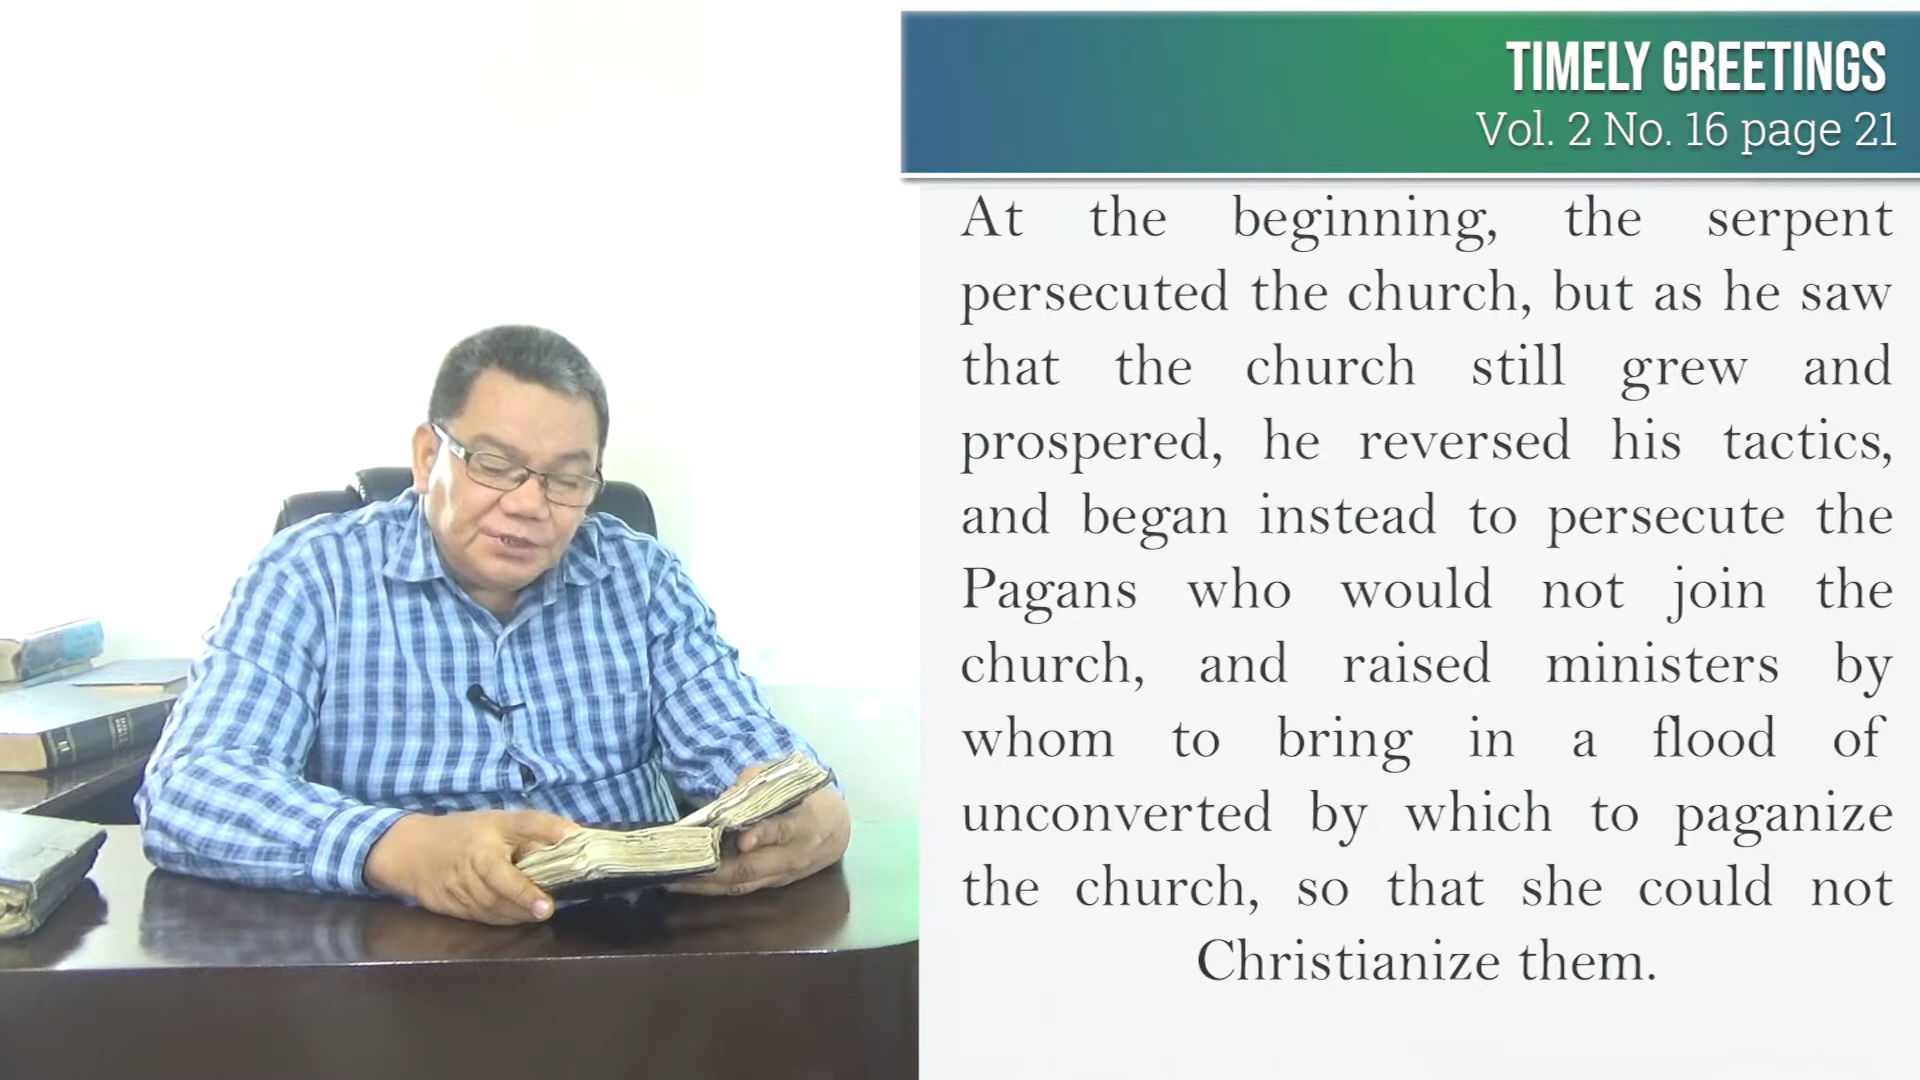 TIMELY GREETINGS
Vol. 2 No. 16 page 21
At the beginning, the serpent
persecuted the church, but as he saw
that the church still grew and
prospered, he reversed his tactics,
and began instead to persecute the
Pagans who would not join the
church, and raised ministers by
whom to bring in a flood of
unconverted by which to paganize
the church, so that she could not
Christianize them.